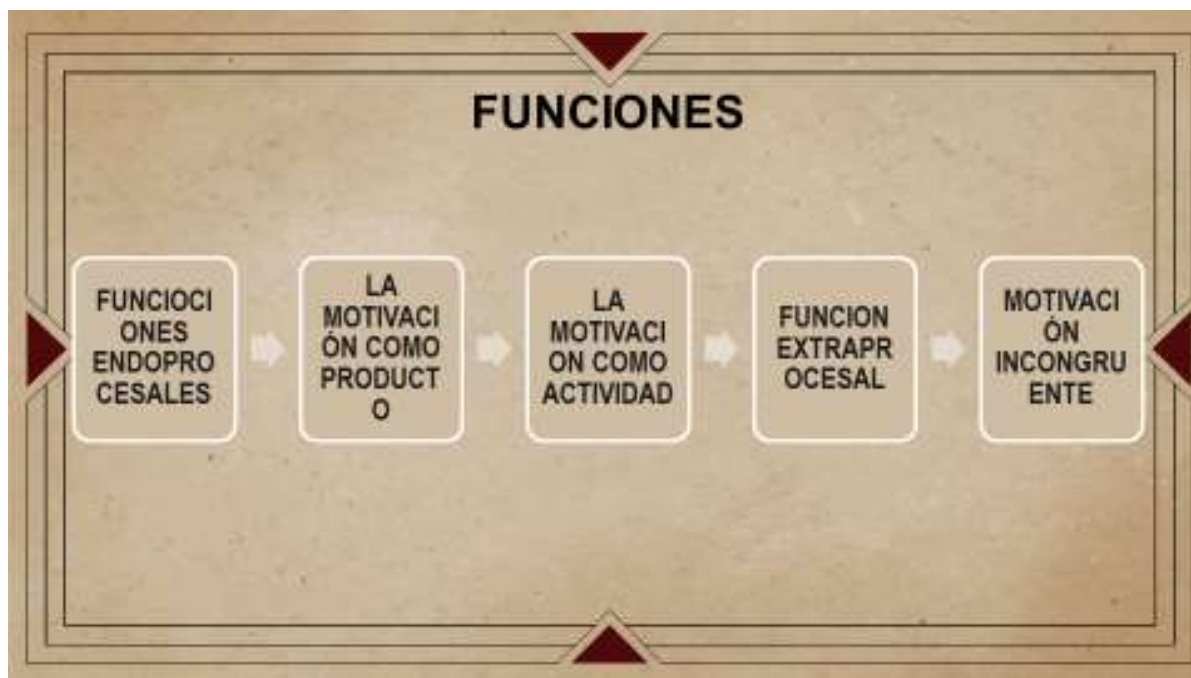 FUNCIONES
FUNCIOCI
ONES
ENDOPRO
CESALES
LA
MOTIVACI
ÓN COMO
PRODUCT
O
LA
MOTIVACI
ON COMO
ACTIVIDAD
FUNCION
EXTRAPR
OCESAL
MOTIVACI
ÓN
INCONGRU
ENTE